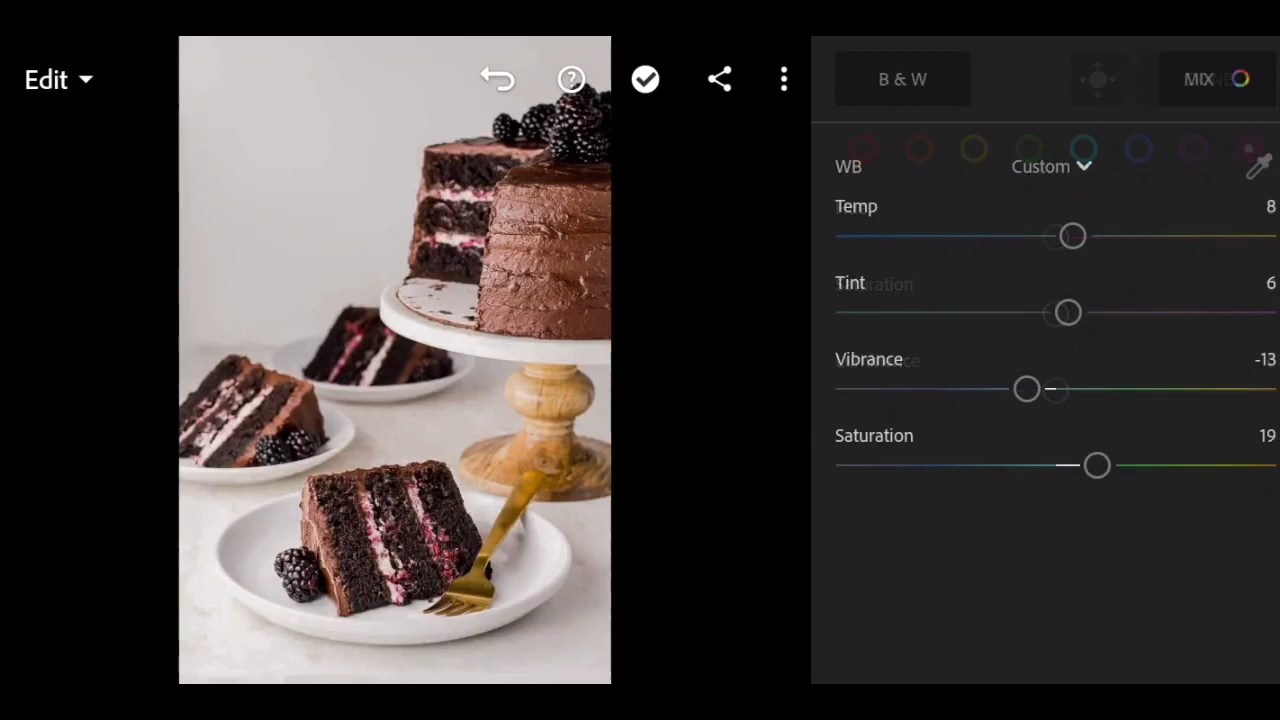 Edit
B & W
MIX
WB
Custom
Temp
8
Tint
6
Vibrance
-13
Saturation
19